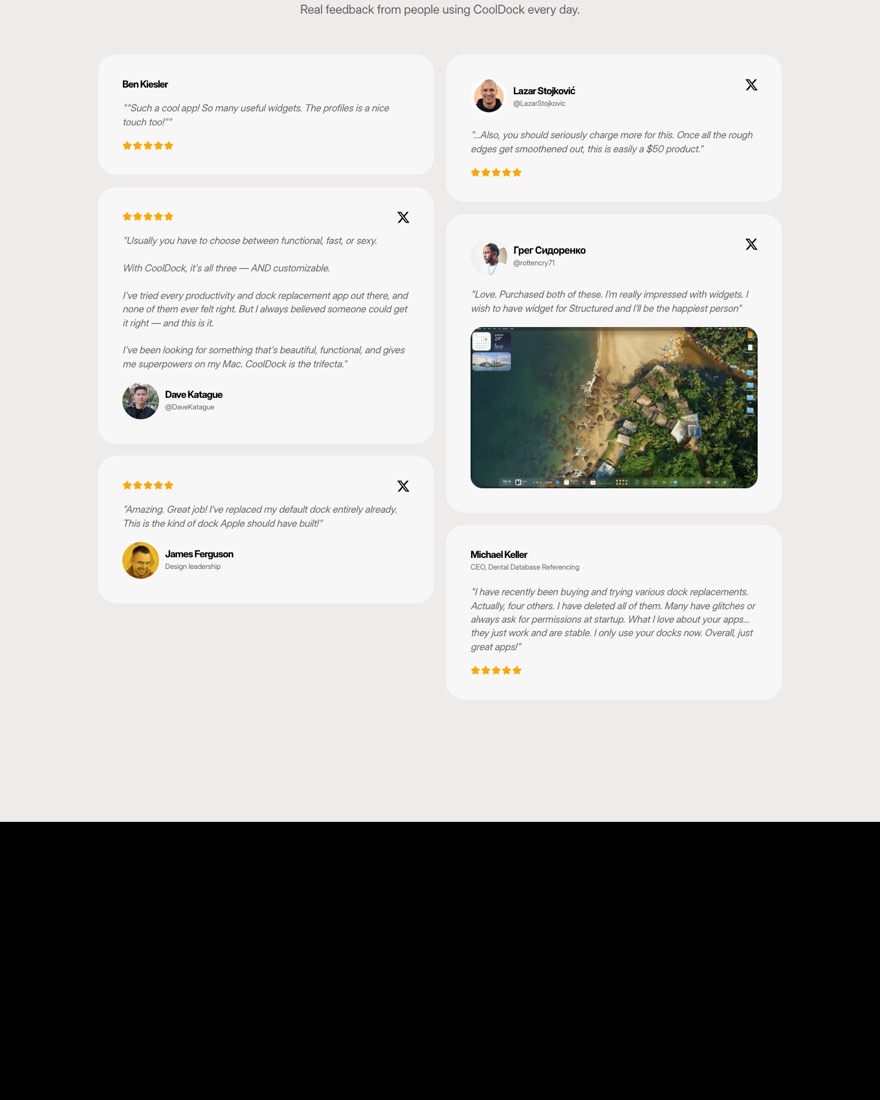 Real feedback from people using CoolDock every day.
Ben Kiesler
""Such a cool app! So many useful widgets. The profiles is a nice
touch too!""
"Usually you have to choose between functional, fast, or sexy.
With CoolDock, it's all three — AND customizable.
I've tried every productivity and dock replacement app out there, and
none of them ever felt right. But I always believed someone could get
it right — and this is it.
I've been looking for something that's beautiful, functional, and gives
me superpowers on my Mac. CoolDock is the trifecta."
Dave Katague
@DaveKatague
"Amazing. Great job! I've replaced my default dock entirely already.
This is the kind of dock Apple should have built!"
James Ferguson
Design leadership
Lazar Stojković
@LazarStojkovic
"...Also, you should seriously charge more for this. Once all the rough
edges get smoothened out, this is easily a $50 product."
Грег Сидоренко
@rottencry71
"Love. Purchased both of these. I'm really impressed with widgets. I
wish to have widget for Structured and I'll be the happiest person"
Michael Keller
CEO, Dental Database Referencing
"I have recently been buying and trying various dock replacements.
Actually, four others. I have deleted all of them. Many have glitches or
always ask for permissions at startup. What I love about your apps...
they just work and are stable. I only use your docks now. Overall, just
great apps!"